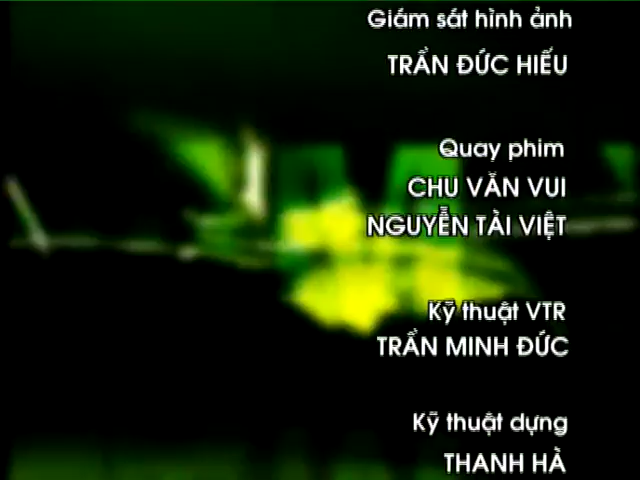 Giám sát hình ảnh
TRẦN ĐỨC HIẾU
Quay phim
CHU VĂN VUI
NGUYỄN TÀI VIỆT
Kỹ thuật VTR
TRẦN MINH ĐỨC
Kỹ thuật dựng
THANH HÀ